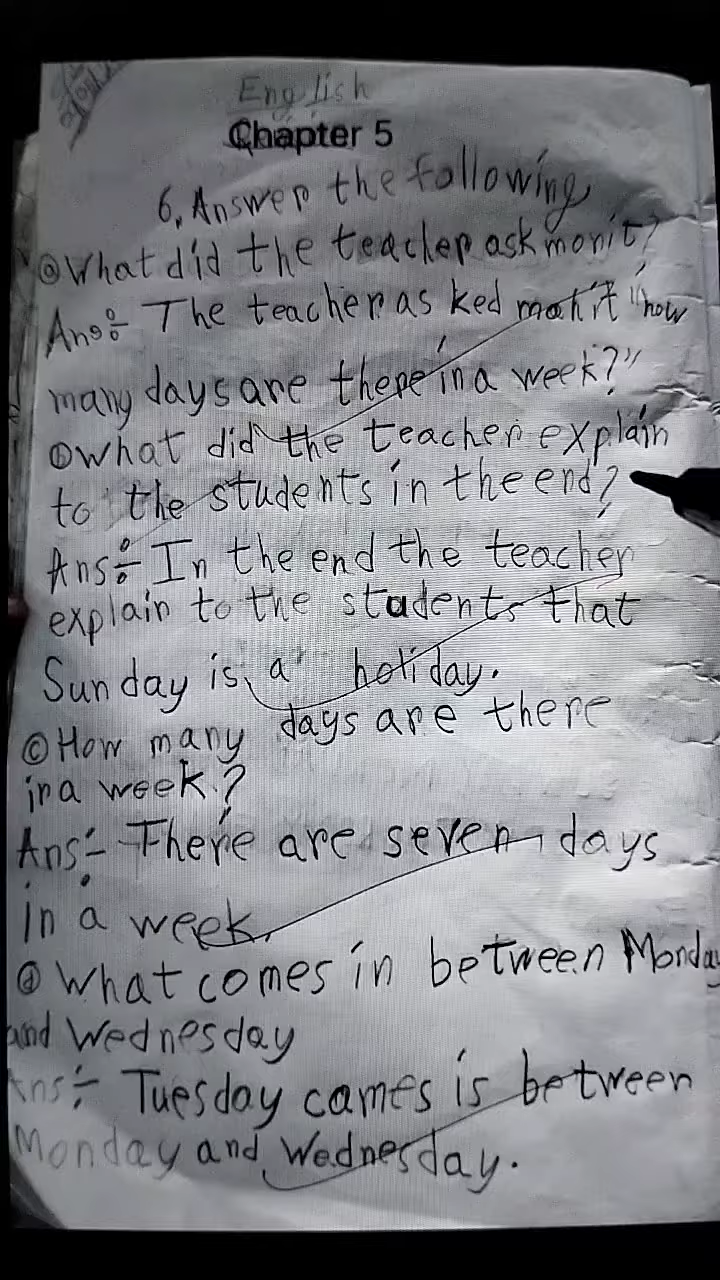 English
Chapter 5
6. Answer the following
ⓐ What did the teacher ask monit?
Ans÷ The teacher as ked monit "how
many days are there in a week?"
ⓑ what did the teacher explain
to the students in the end?
Ans÷ In the end the teacher
explain to the students that
Sunday is a holiday.
ⓒ How many days are there
in a week?
Ans÷ There are seven days
in a week.
ⓓ What comes in between Monday
and Wednesday
Ans÷ Tuesday cames is between
Monday and Wednesday.